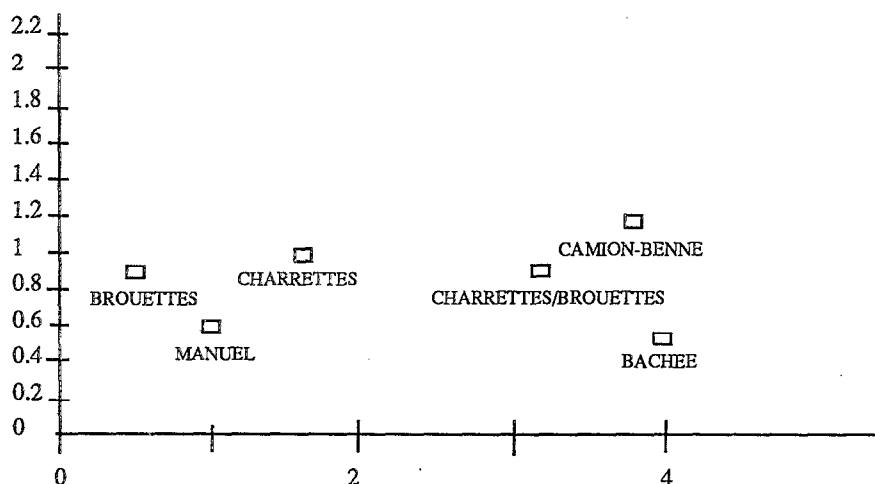 2.2
2
1.8
1.6
1.4
1.2
1
0.8
0.6
0.4
0.2
0
CAMION-BENNE
CHARRETTES
BROUETTES
CHARRETTES/BROUETTES
MANUEL
BACHEE
0 2 4